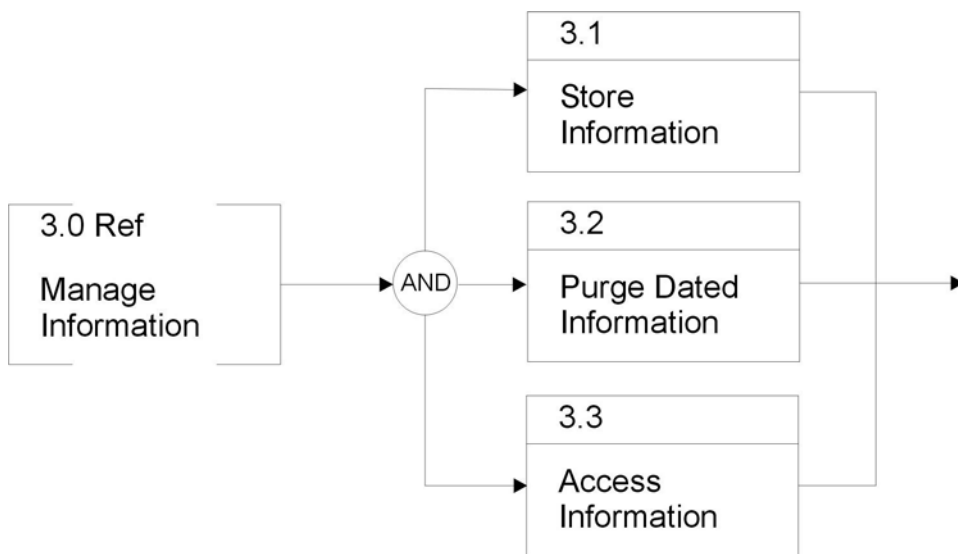 3.0 Ref
Manage
Information
AND
3.1
Store
Information
3.2
Purge Dated
Information
3.3
Access
Information